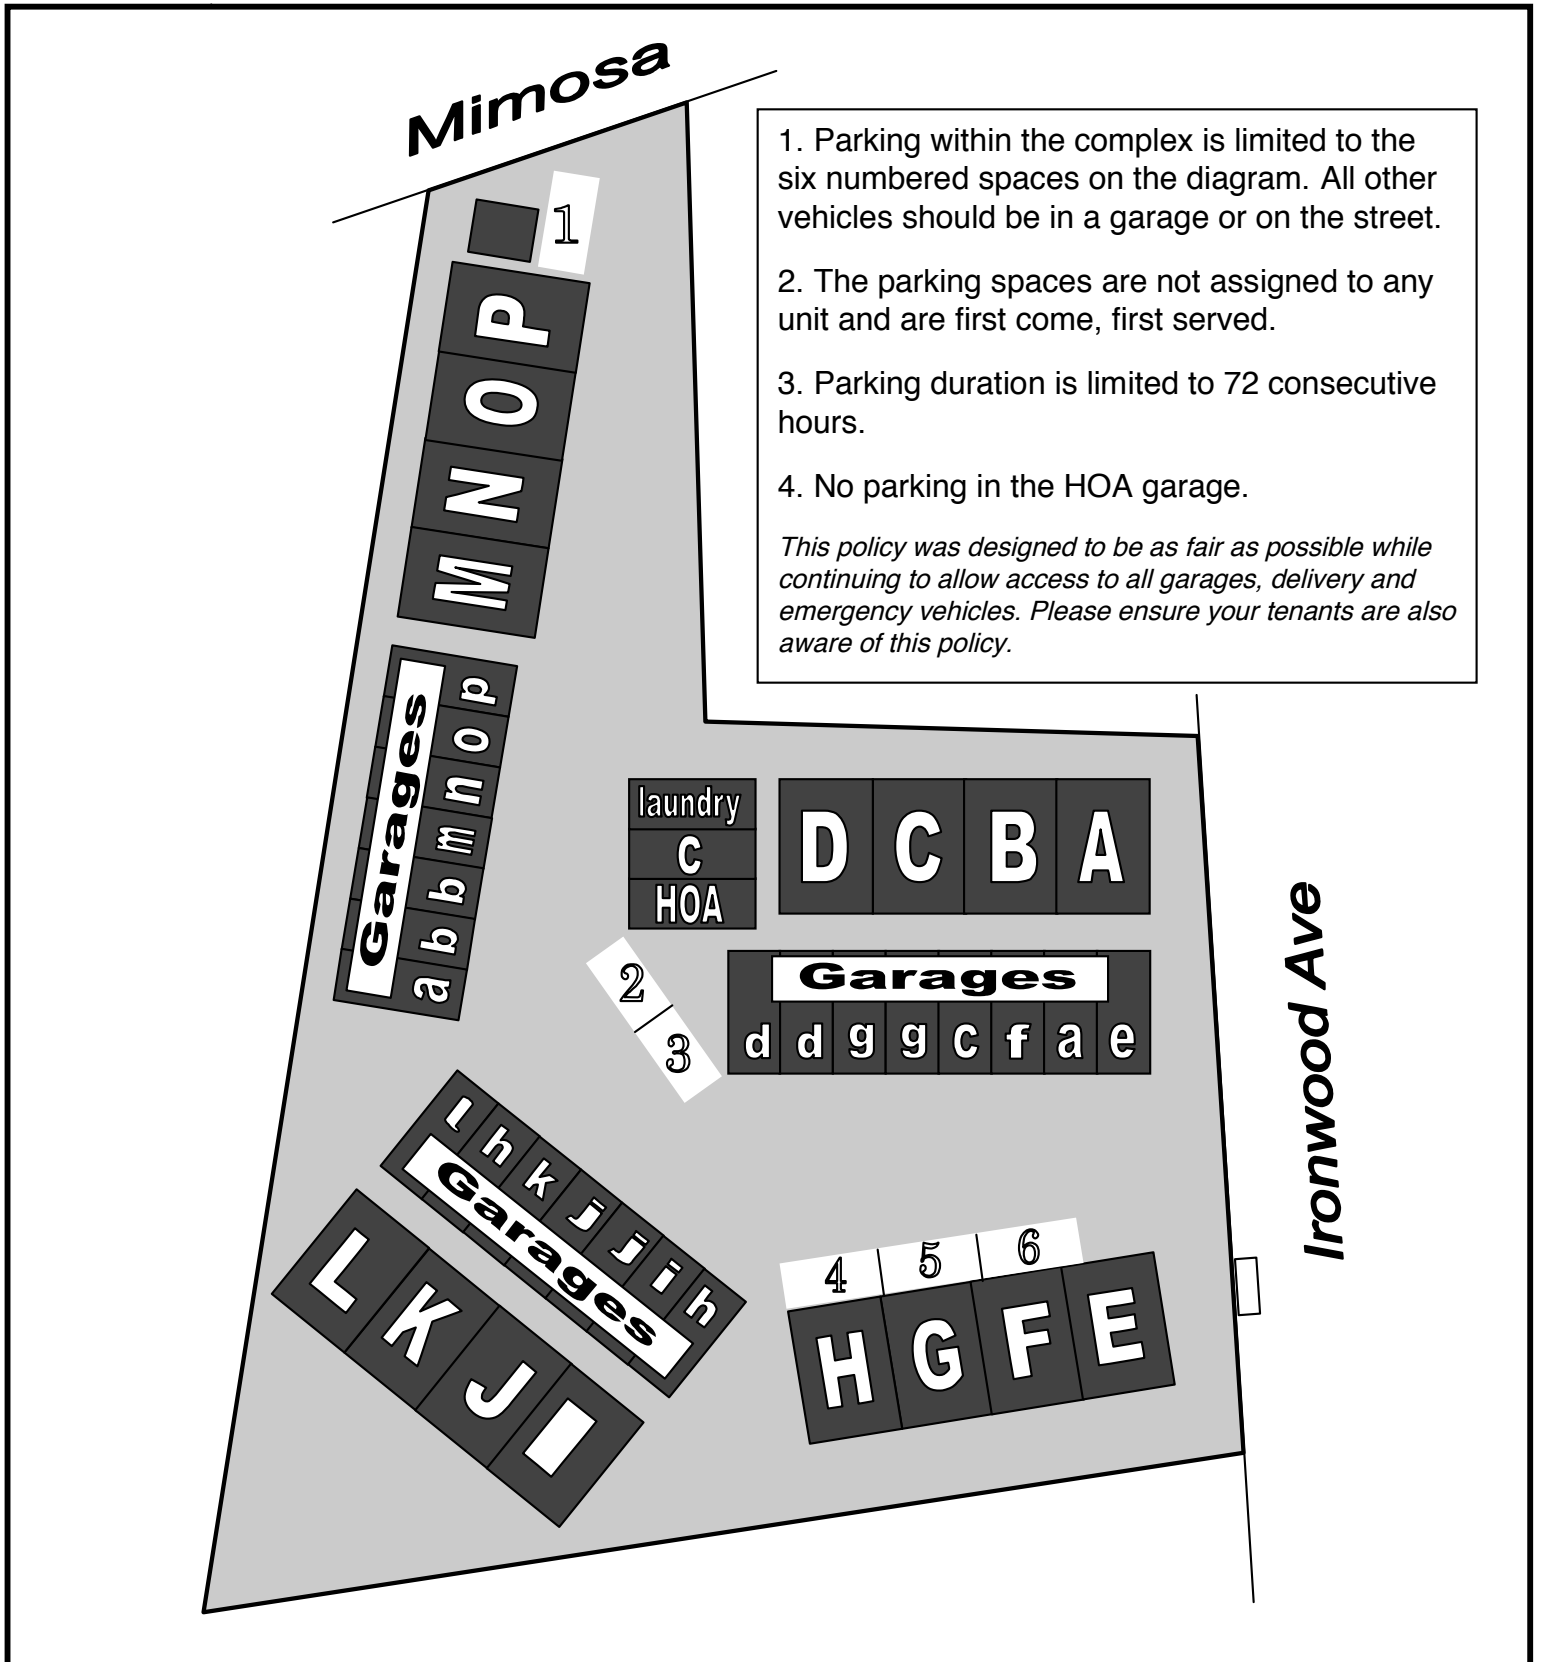 Mimosa
1
1. Parking within the complex is limited to the
six numbered spaces on the diagram. All other
vehicles should be in a garage or on the street.
2. The parking spaces are not assigned to any
unit and are first come, first served.
3. Parking duration is limited to 72 consecutive
hours.
4. No parking in the HOA garage.
This policy was designed to be as fair as possible while
continuing to allow access to all garages, delivery and
emergency vehicles. Please ensure your tenants are also
aware of this policy.
M N O P
Garages
a b b m n o p
laundry
C
HOA
D C B A
Garages
d d g g c f a e
2
3
Ironwood Ave
l h k j j i h
Garages
L K J I
4 5 6
H G F E